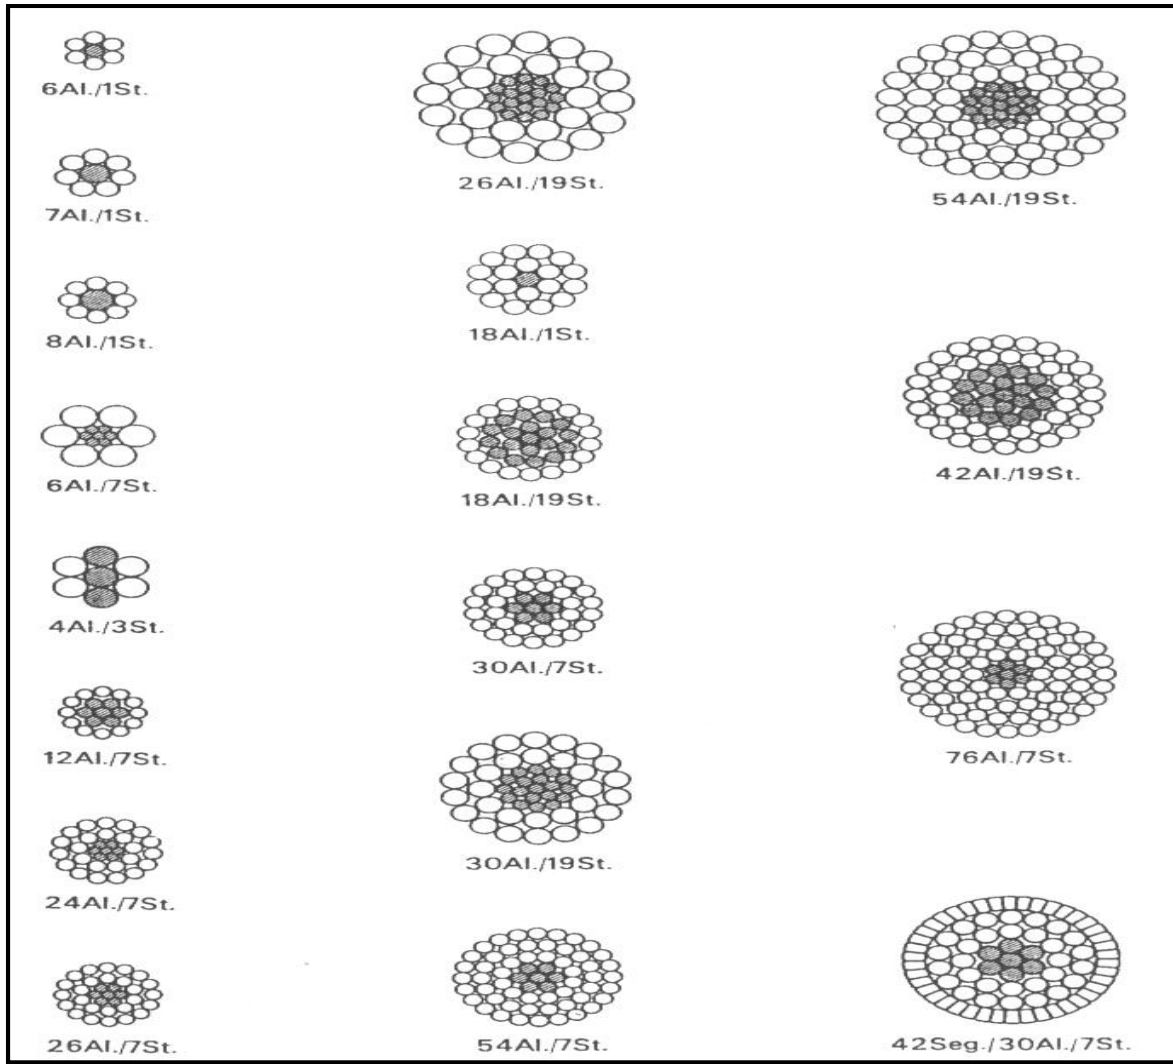 6Al./1St.
7Al./1St.
8Al./1St.
6Al./7St.
4Al./3St.
12Al./7St.
24Al./7St.
26Al./7St.
26Al./19St.
18Al./1St.
18Al./19St.
30Al./7St.
30Al./19St.
54Al./7St.
54Al./19St.
42Al./19St.
76Al./7St.
42Seg./30Al./7St.